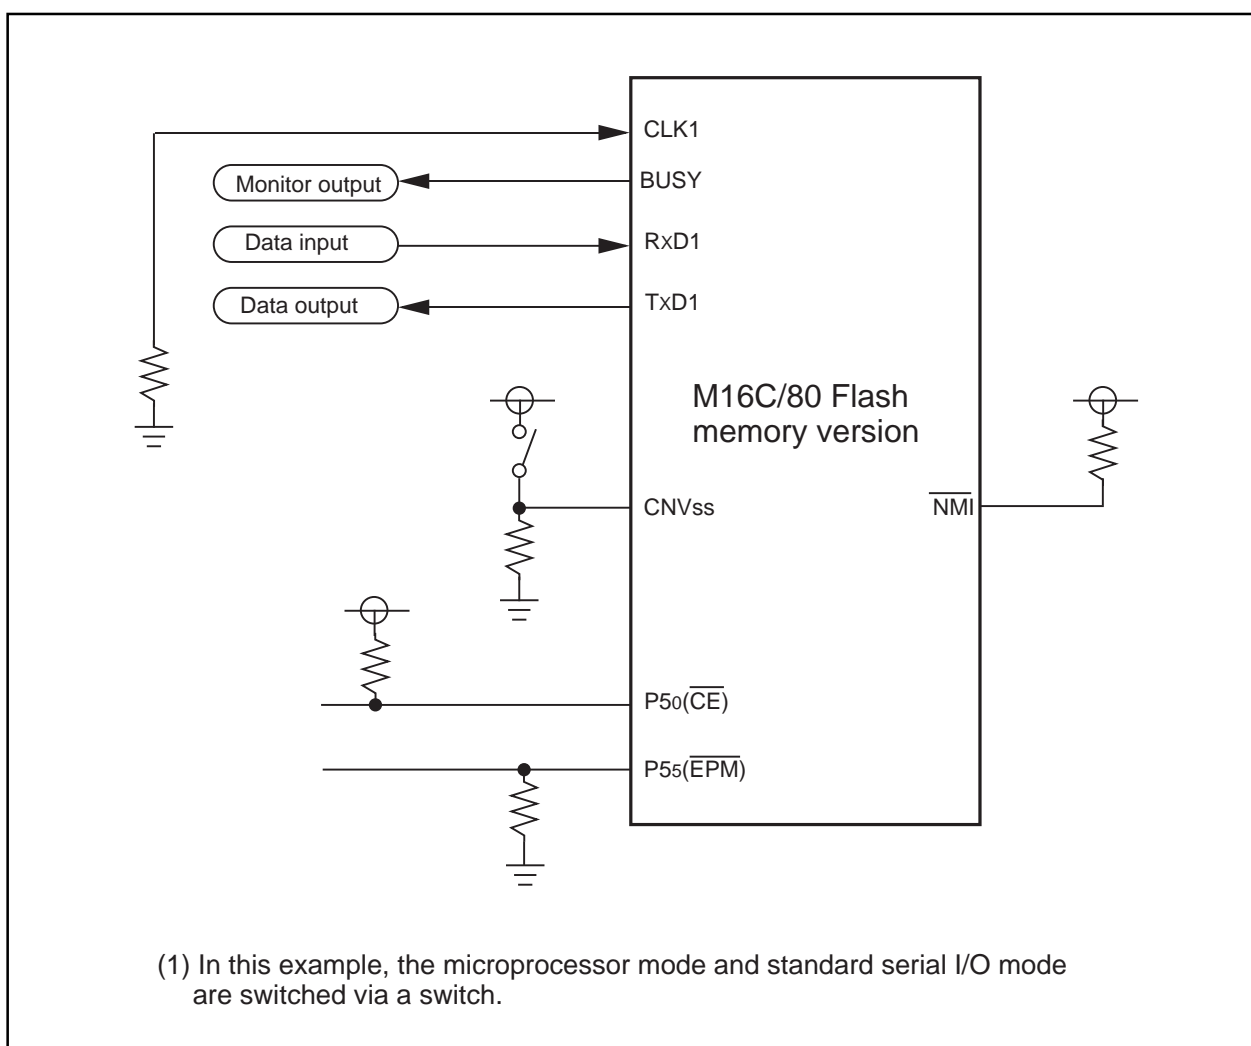 CLK1
Monitor output
BUSY
Data input
RxD1
Data output
TxD1
M16C/80 Flash
memory version
CNVss
NMI
P50(CE)
P55(EPM)
(1) In this example, the microprocessor mode and standard serial I/O mode
are switched via a switch.